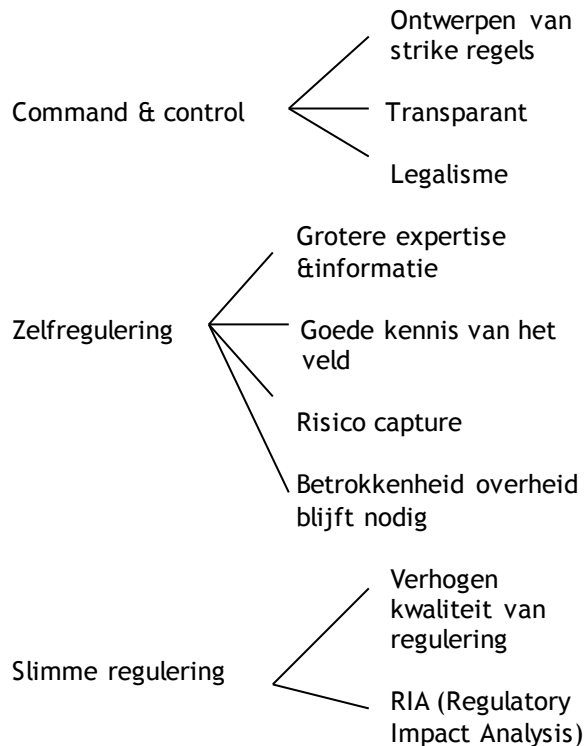 Command & control
Ontwerpen van
strike regels
Transparant
Legalisme
Zelfregulering
Grotere expertise
&informatie
Goede kennis van het
veld
Risico capture
Betrokkenheid overheid
blijft nodig
Slimme regulering
Verhogen
kwaliteit van
regulering
RIA (Regulatory
Impact Analysis)